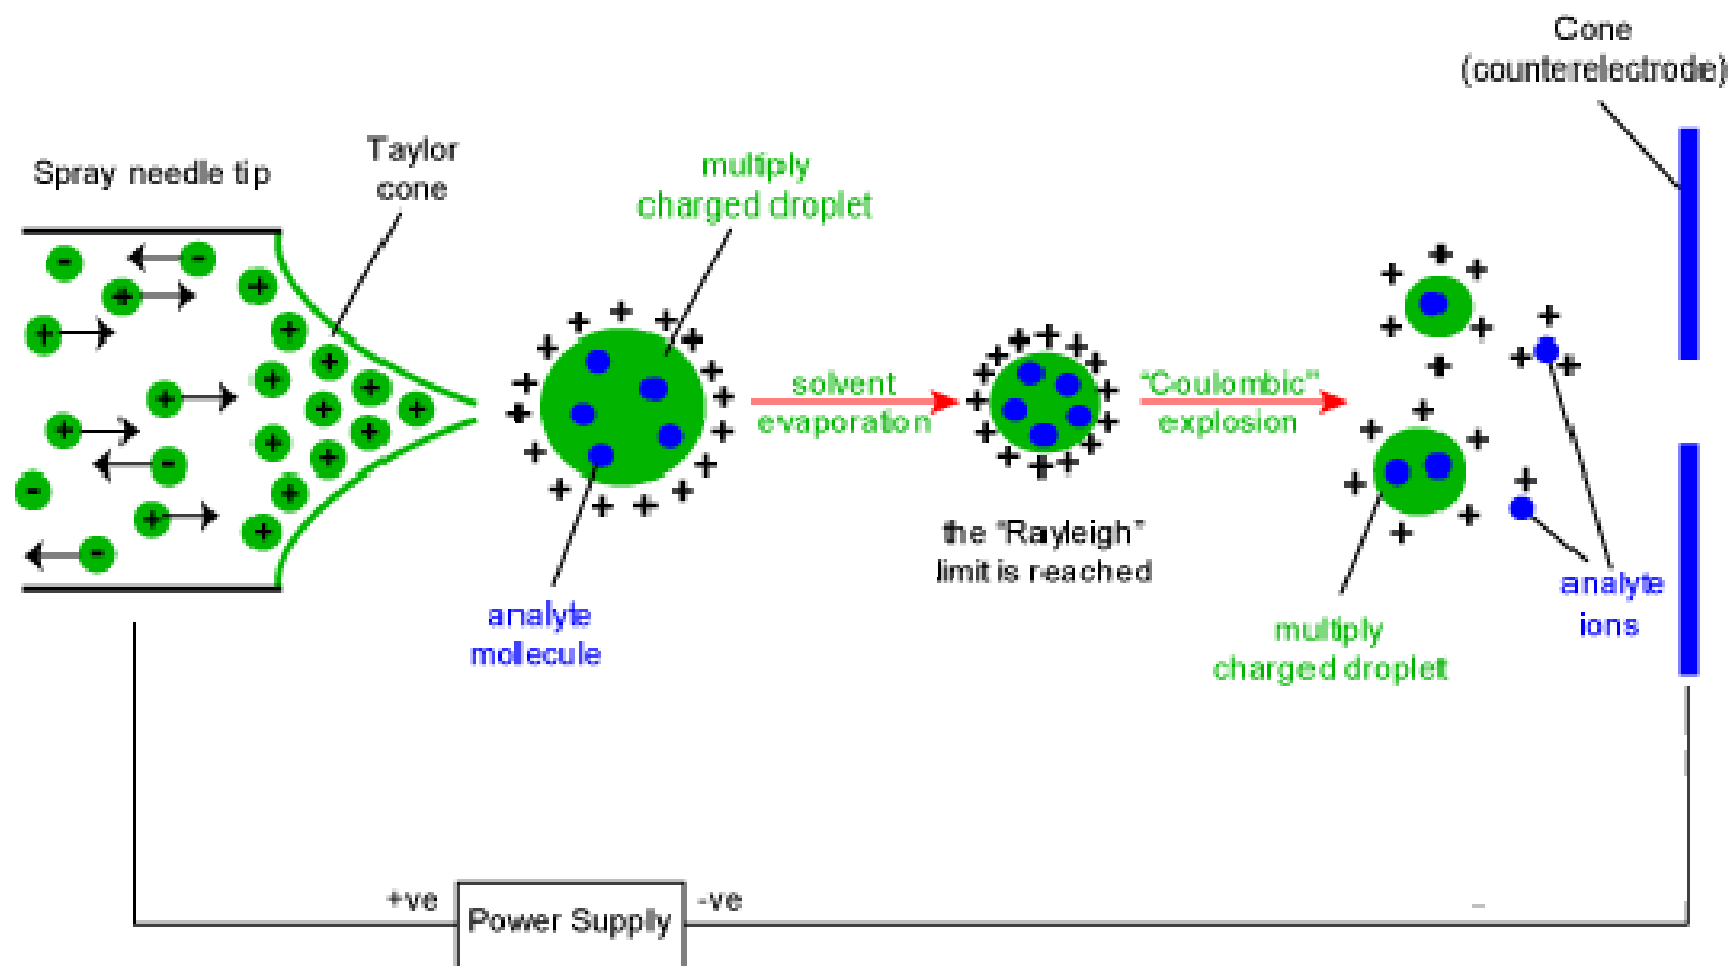 Cone
(counterelectrode)
Taylor
cone
Spray needle tip
multiply
charged droplet
solvent
evaporation
"Coulombic"
explosion
the "Rayleigh"
limit is reached
analyte
molecule
analyte
ions
multiply
charged droplet
+ve
Power Supply
-ve